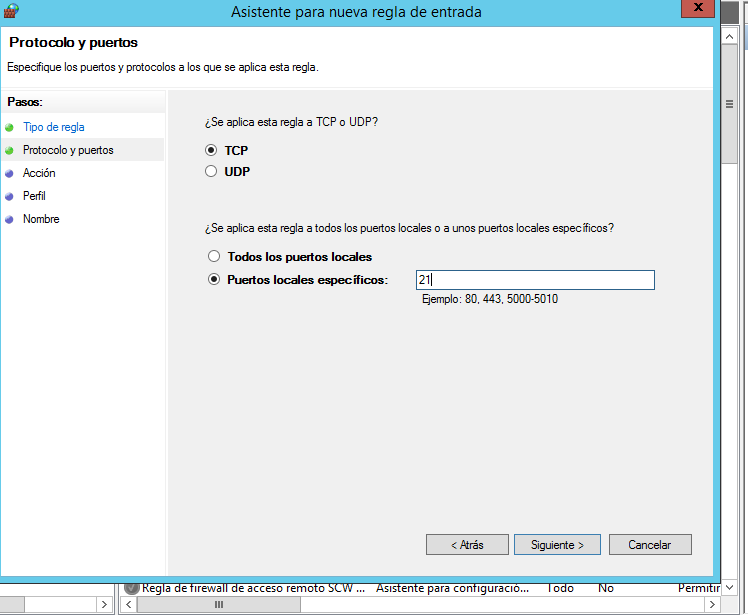 Asistente para nueva regla de entrada
X
Protocolo y puertos
Especifique los puertos y protocolos a los que se aplica esta regla.
Pasos:
Tipo de regla
Protocolo y puertos
Acción
Perfil
Nombre
¿Se aplica esta regla a TCP o UDP?
TCP
UDP
¿Se aplica esta regla a todos los puertos locales o a unos puertos locales específicos?
Todos los puertos locales
Puertos locales específicos:
21
Ejemplo: 80, 443, 5000-5010
< Atrás
Siguiente >
Cancelar
Regla de firewall de acceso remoto SCW ... Asistente para configuració... Todo No Permitir